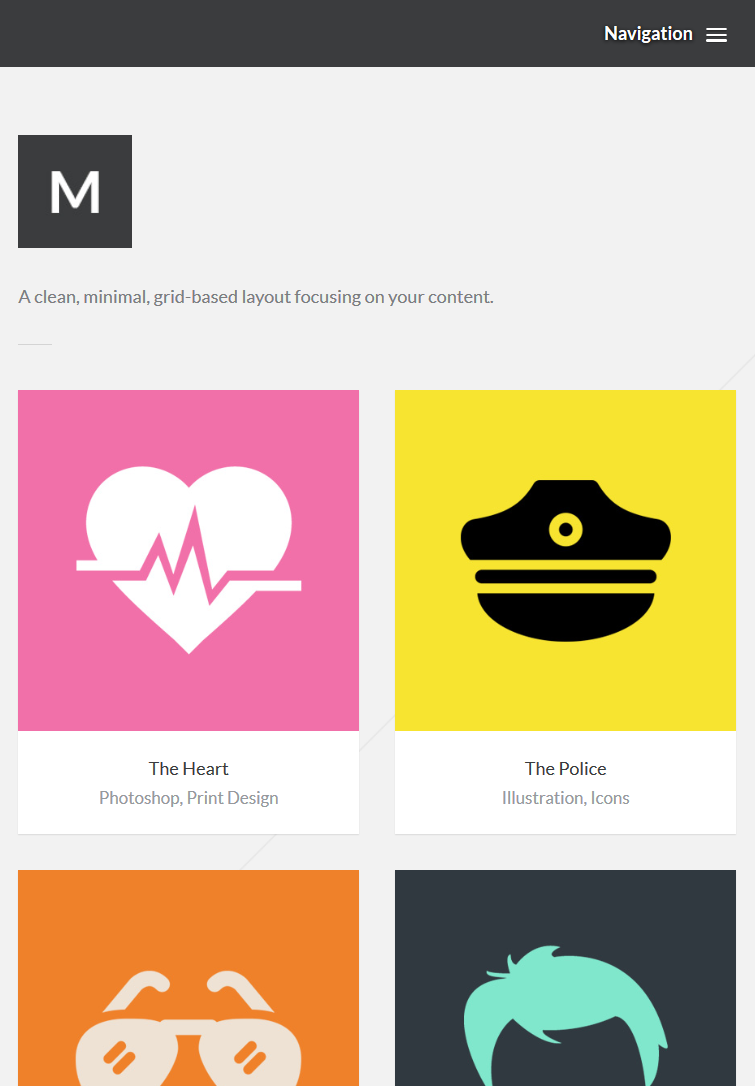 Navigation
M
A clean, minimal, grid-based layout focusing on your content.
The Heart
Photoshop, Print Design
The Police
Illustration, Icons